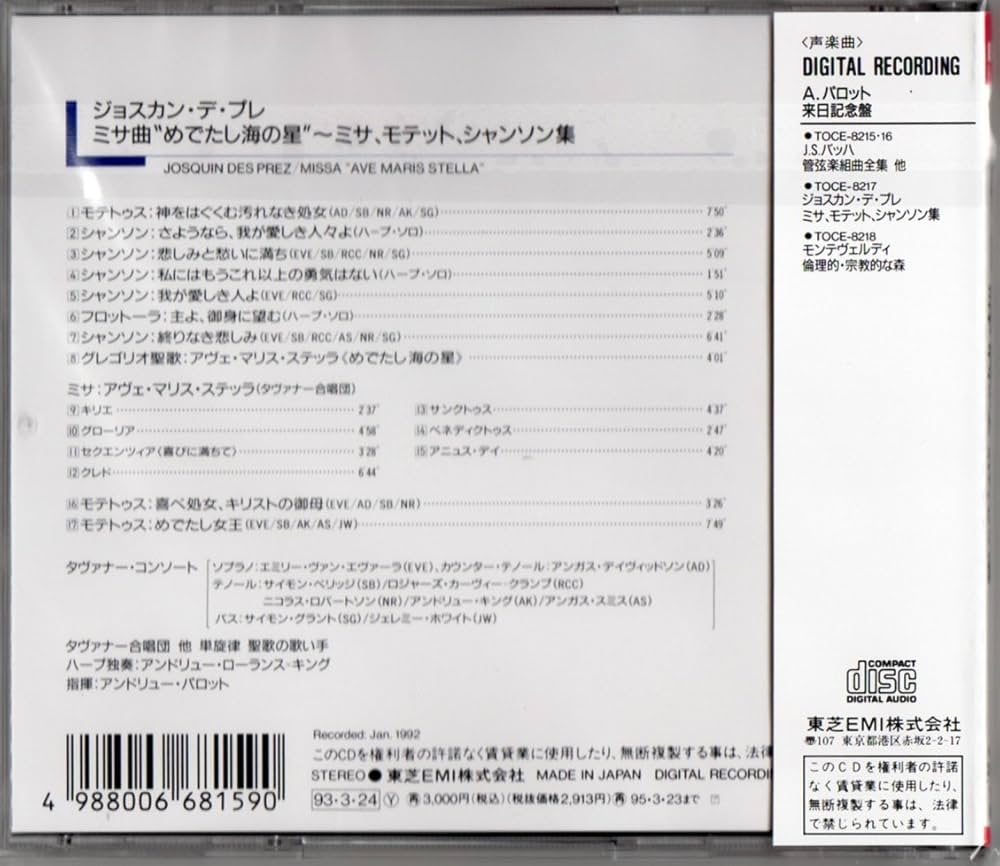 ジョスカン・デ・プレ
ミサ曲“めでたし海の星”～ミサ、モテット、シャンソン集
JOSQUIN DES PREZ/MISSA "AVE MARIS STELLA"
1 モテトゥス：神をはぐくむ汚れなき処女(AD/SB/NR/AK/SG) 7'50"
2 シャンソン：さようなら、我が愛しき人々よ(ハープ・ソロ) 2'36"
3 シャンソン：悲しみと愁いに満ち(EVE/SB/RCC/NR/SG) 5'09"
4 シャンソン：私にはもうこれ以上の勇気はない(ハープ・ソロ) 1'51"
5 シャンソン：我が愛しき人よ(EVE/RCC/SG) 5'10"
6 フロットーラ：主よ、御身に望む(ハープ・ソロ) 2'28"
7 シャンソン：終りなき悲しみ(EVE/SB/RCC/AS/NR/SG) 6'41"
8 グレゴリオ聖歌：アヴェ・マリス・ステッラ《めでたし海の星》 4'01"
ミサ：アヴェ・マリス・ステッラ(タヴァナー合唱団)
9 キリエ 2'37"
10 グローリア 4'58"
11 セクエンツィア〈喜びに満ちて〉 3'28"
12 クレド 6'44"
13 サンクトゥス 4'37"
14 ベネディクトゥス 2'47"
15 アニュス・デイ 4'20"
16 モテトゥス：喜べ処女、キリストの御母(EVE/AD/SB/NR) 3'26"
17 モテトゥス：めでたし女王(EVE/SB/AK/AS/JW) 7'49"
タヴァナー・コンソート
ソプラノ：エミリー・ヴァン・エヴァーラ(EVE)、カウンター・テノール：アンガス・デイヴィッドソン(AD)
テノール：サイモン・ベリッジ(SB)/ロジャーズ・カーヴィー＝クランプ(RCC)
ニコラス・ロバートソン(NR)/アンドリュー・キング(AK)/アンガス・スミス(AS)
バス：サイモン・グラント(SG)/ジェレミー・ホワイト(JW)
タヴァナー合唱団 他 単旋律 聖歌の歌い手
ハープ独奏：アンドリュー・ローランス＝キング
指揮：アンドリュー・パロット
4 988006 681590
Recorded: Jan. 1992
このCDを権利者の許諾なく賃貸業に使用したり、無断複製する事は、法律
STEREO● 東芝EMI株式会社 MADE IN JAPAN DIGITAL RECORDI
93・3・24 Ⓨ 再 3,000円(税込)(税抜価格2,913円) 再 95・3・23まで
〈声楽曲〉
DIGITAL RECORDING
A.パロット
来日記念盤
●TOCE-8215・16
J.S.バッハ
管弦楽組曲全集 他
●TOCE-8217
ジョスカン・デ・プレ
ミサ、モテット、シャンソン集
●TOCE-8218
モンテヴェルディ
倫理的・宗教的な森
COMPACT
disc
DIGITAL AUDIO
東芝EMI株式会社
〠107 東京都港区赤坂2-2-17
このCDを権利者の許諾
なく賃貸業に使用したり、
無断複製する事は、法律
で禁じられています。